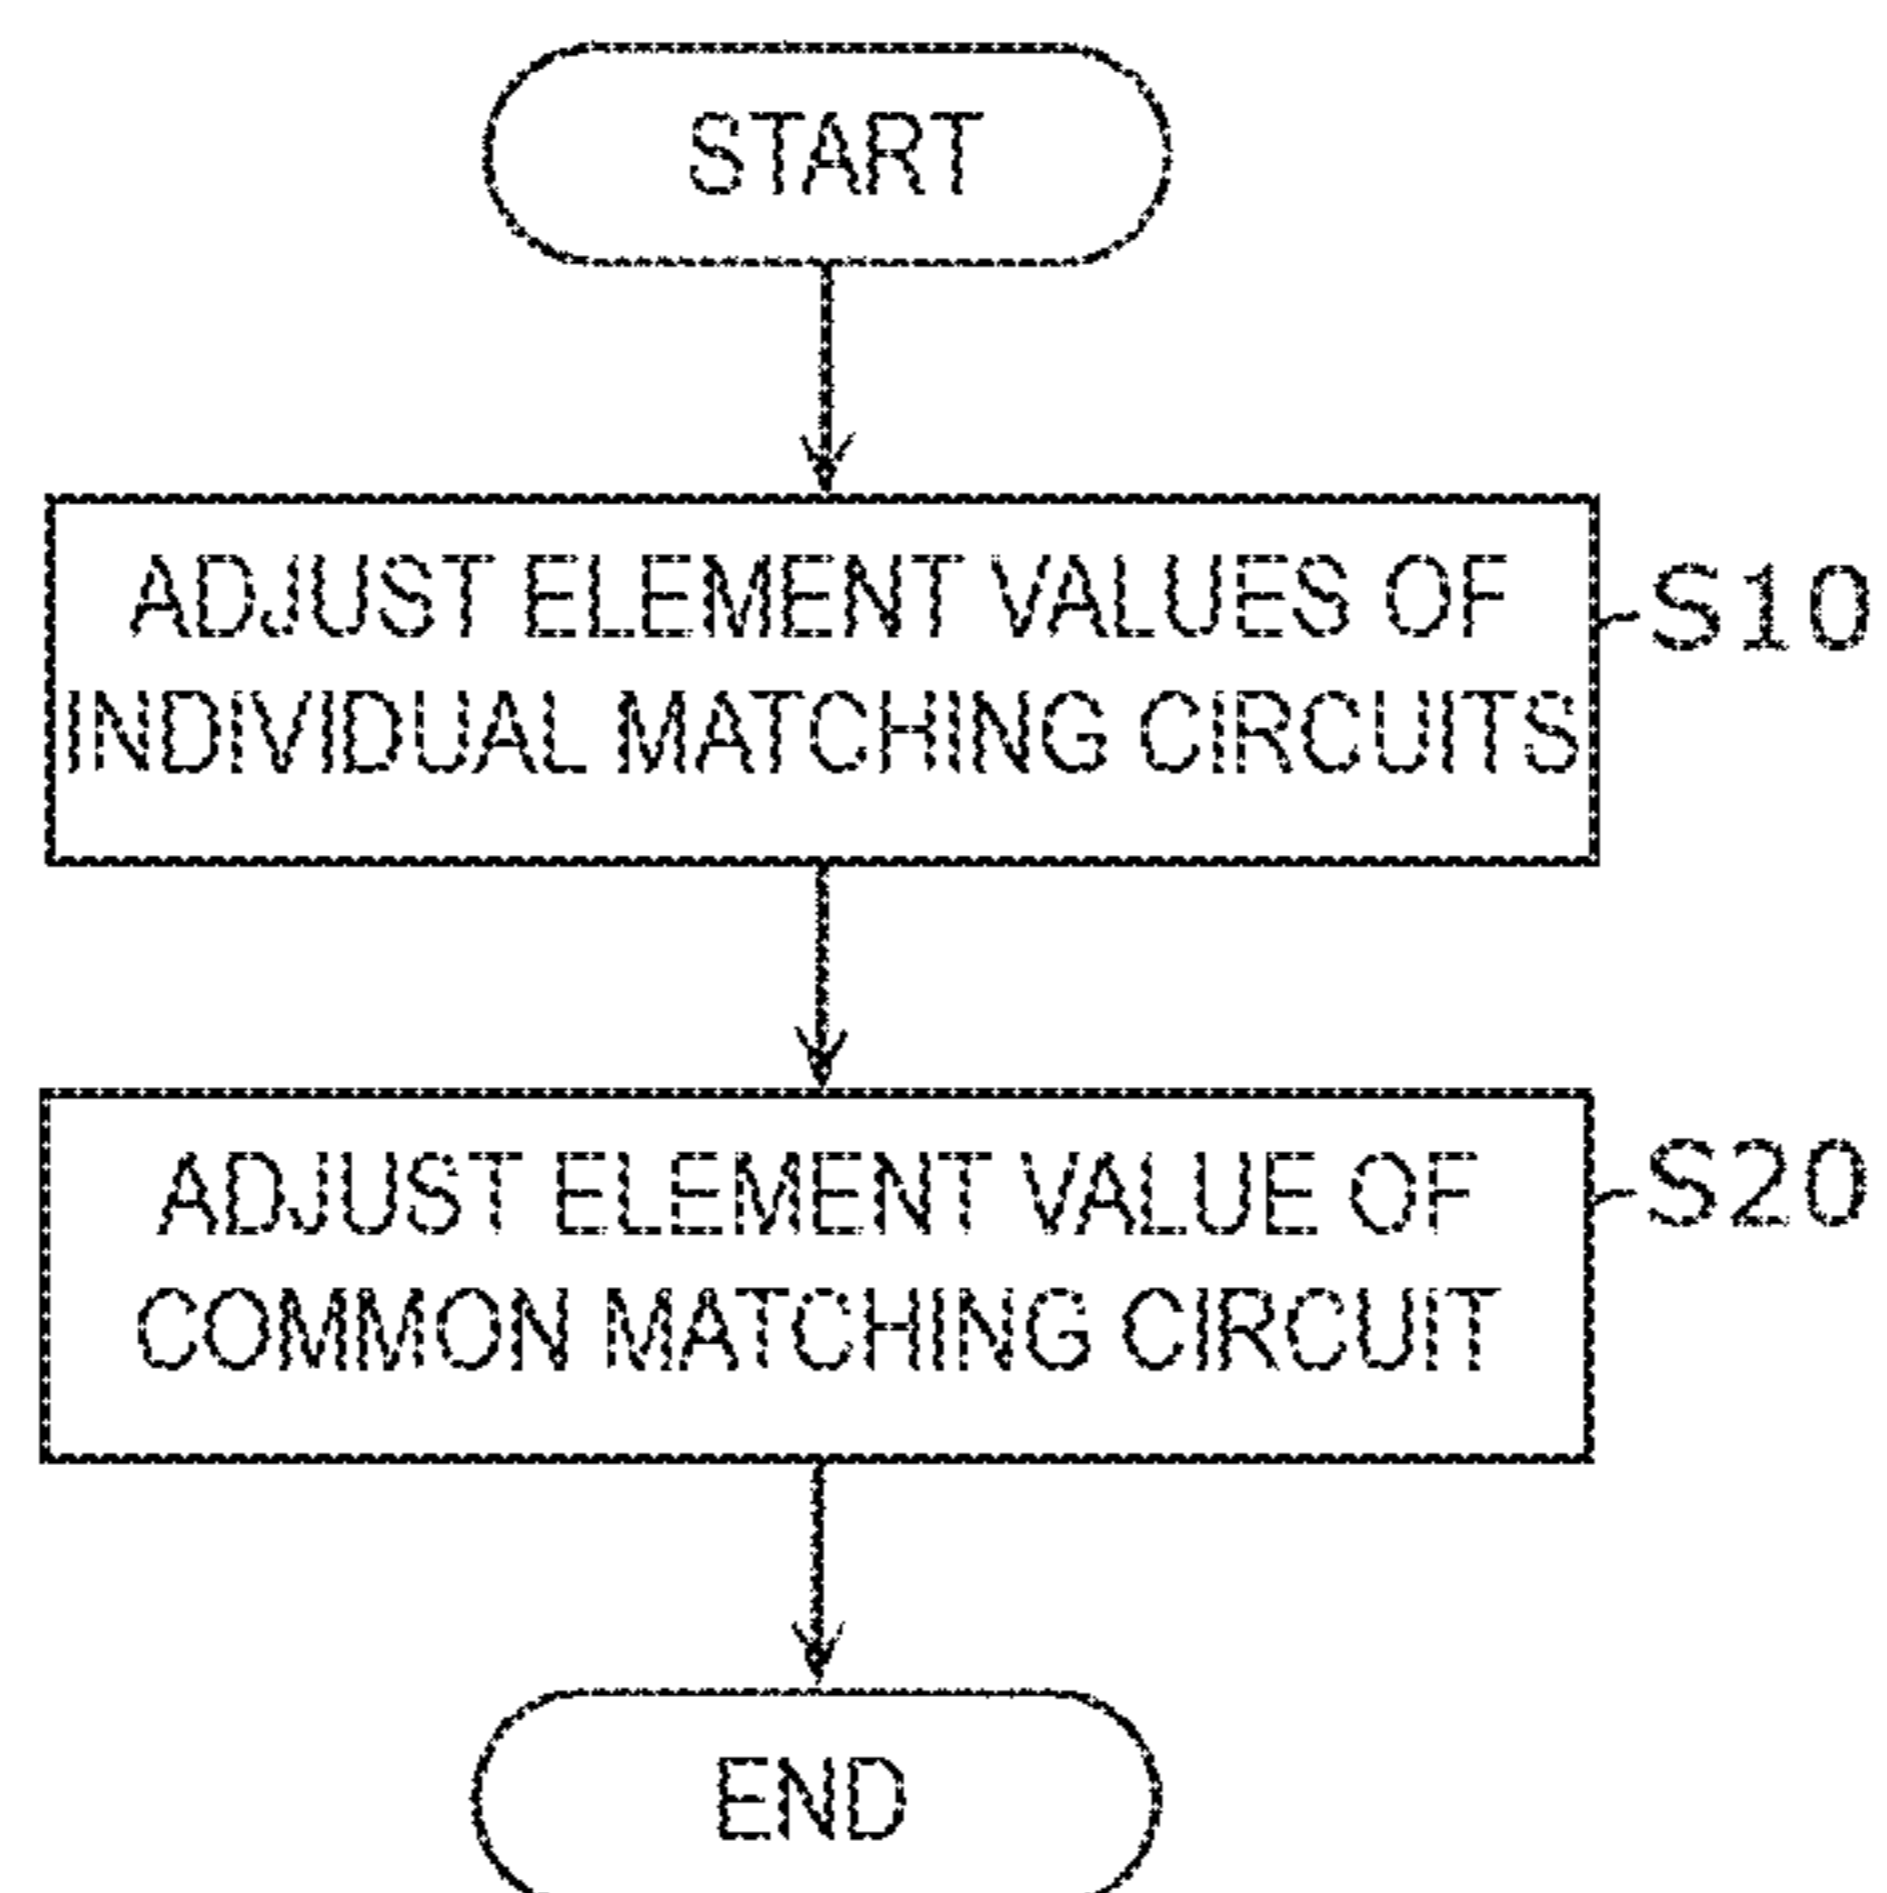 START
ADJUST ELEMENT VALUES OF
INDIVIDUAL MATCHING CIRCUITS
S10
ADJUST ELEMENT VALUE OF
COMMON MATCHING CIRCUIT
S20
END